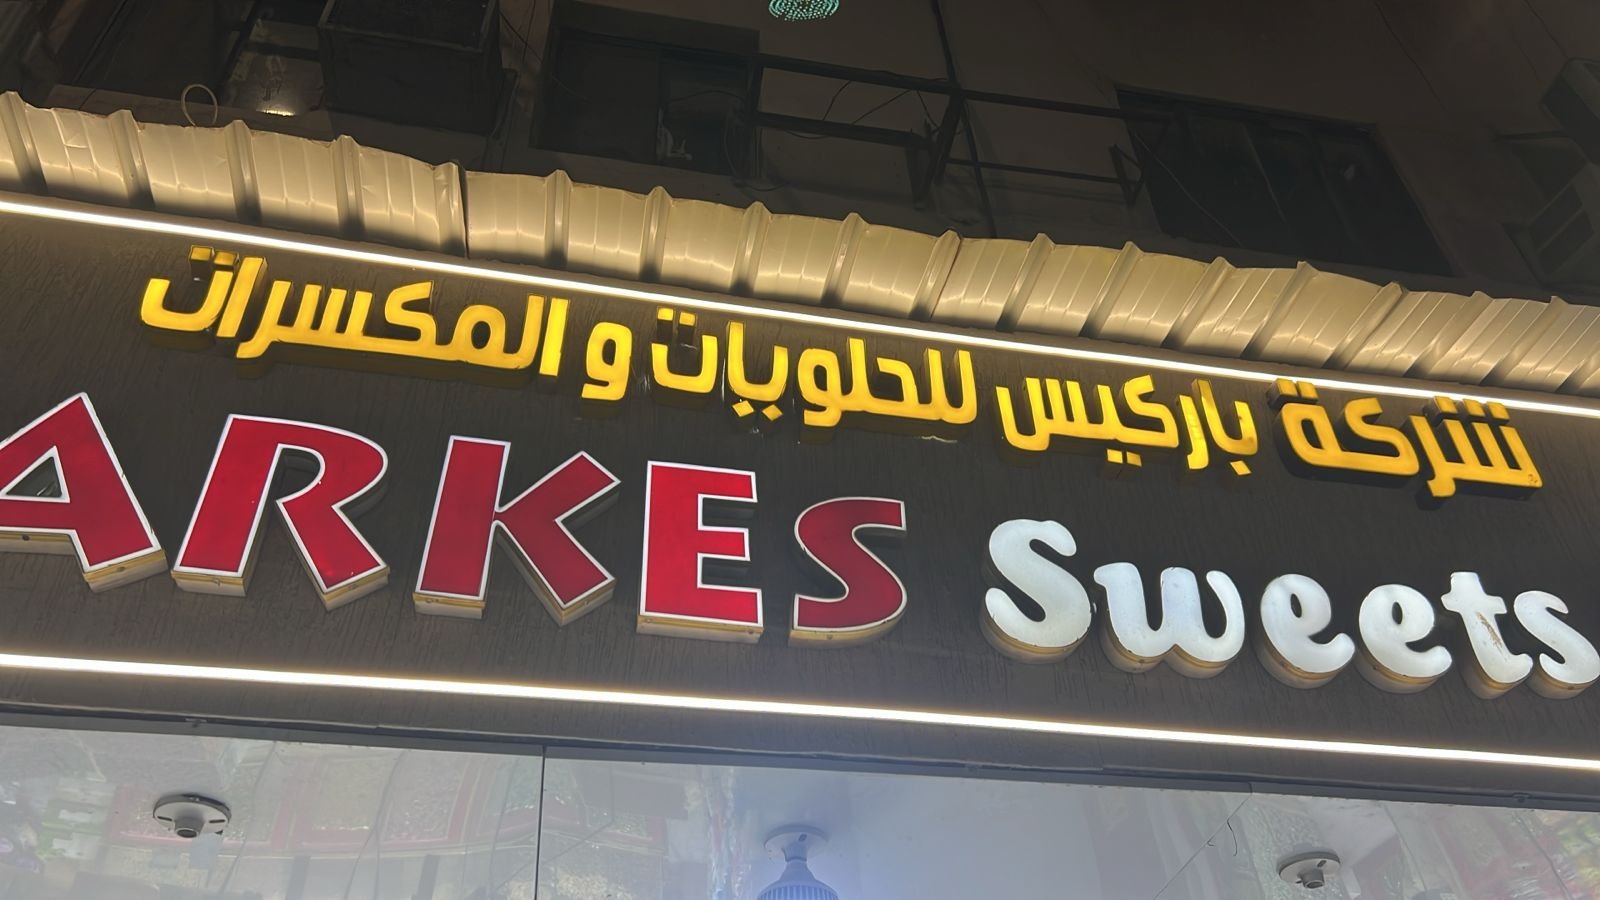 شركة باركيس للحلويات و المكسرات
ARKES Sweets